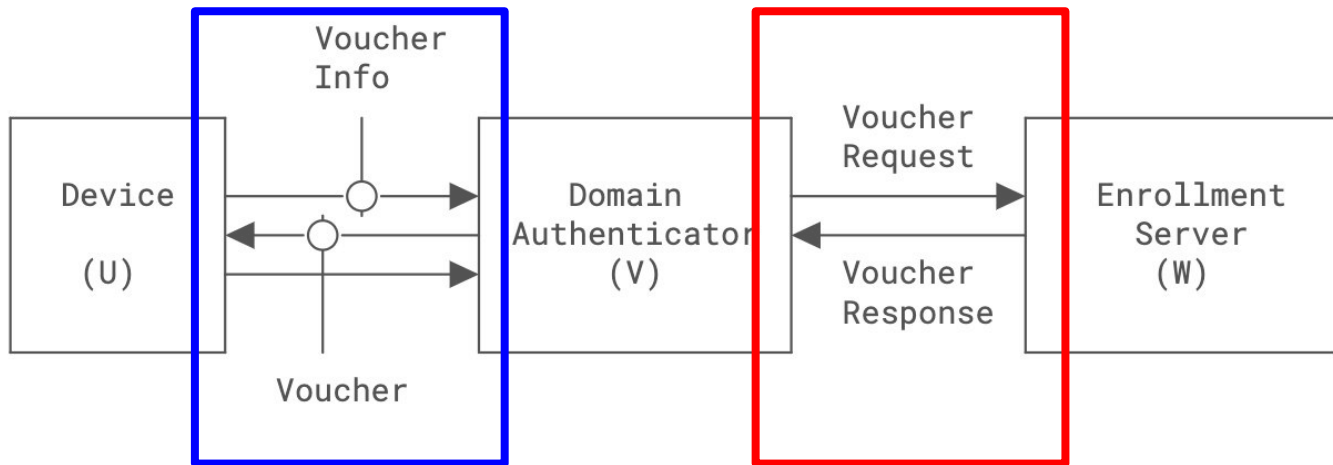 Voucher
Info
Device
(U)
Voucher
Domain
Authenticator
(V)
Voucher
Request
Voucher
Response
Enrollment
Server
(W)